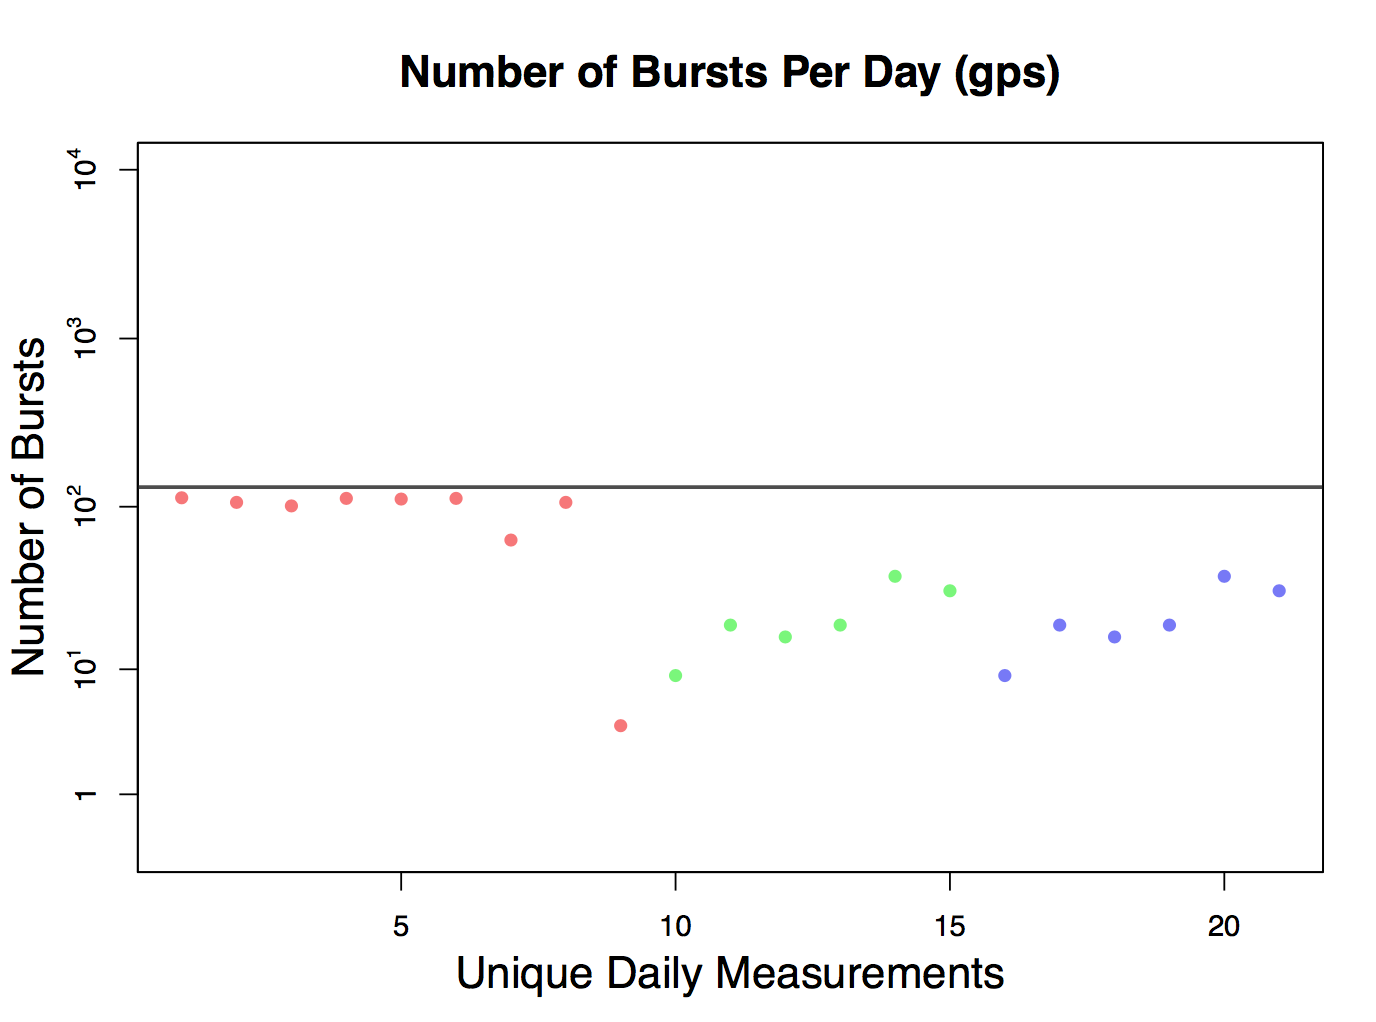 Number of Bursts Per Day (gps)
Number of Bursts
10⁴
10³
10²
10¹
1
5 10 15 20
Unique Daily Measurements